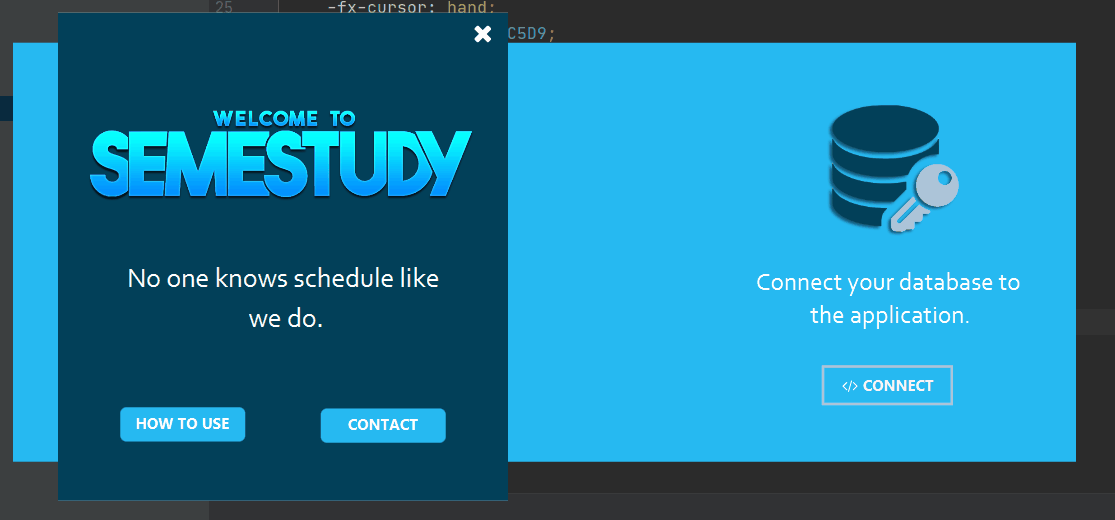 25 -fx-cursor: hand;
C5D9;
WELCOME TO
SEMESTUDY
No one knows schedule like
we do.
HOW TO USE
CONTACT
Connect your database to
the application.
</> CONNECT